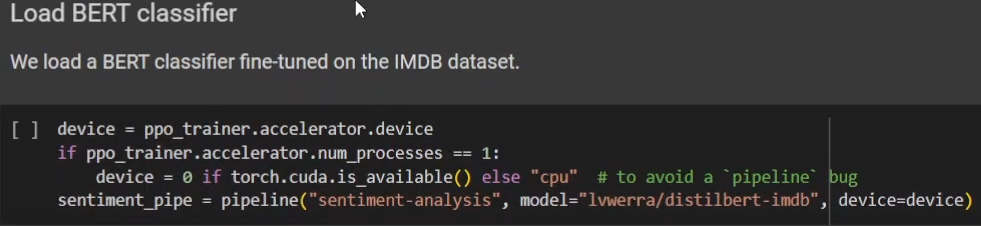 Load BERT classifier
We load a BERT classifier fine-tuned on the IMDB dataset.
[ ] device = ppo_trainer.accelerator.device
if ppo_trainer.accelerator.num_processes == 1:
    device = 0 if torch.cuda.is_available() else "cpu"  # to avoid a `pipeline` bug
sentiment_pipe = pipeline("sentiment-analysis", model="lvwerra/distilbert-imdb", device=device)